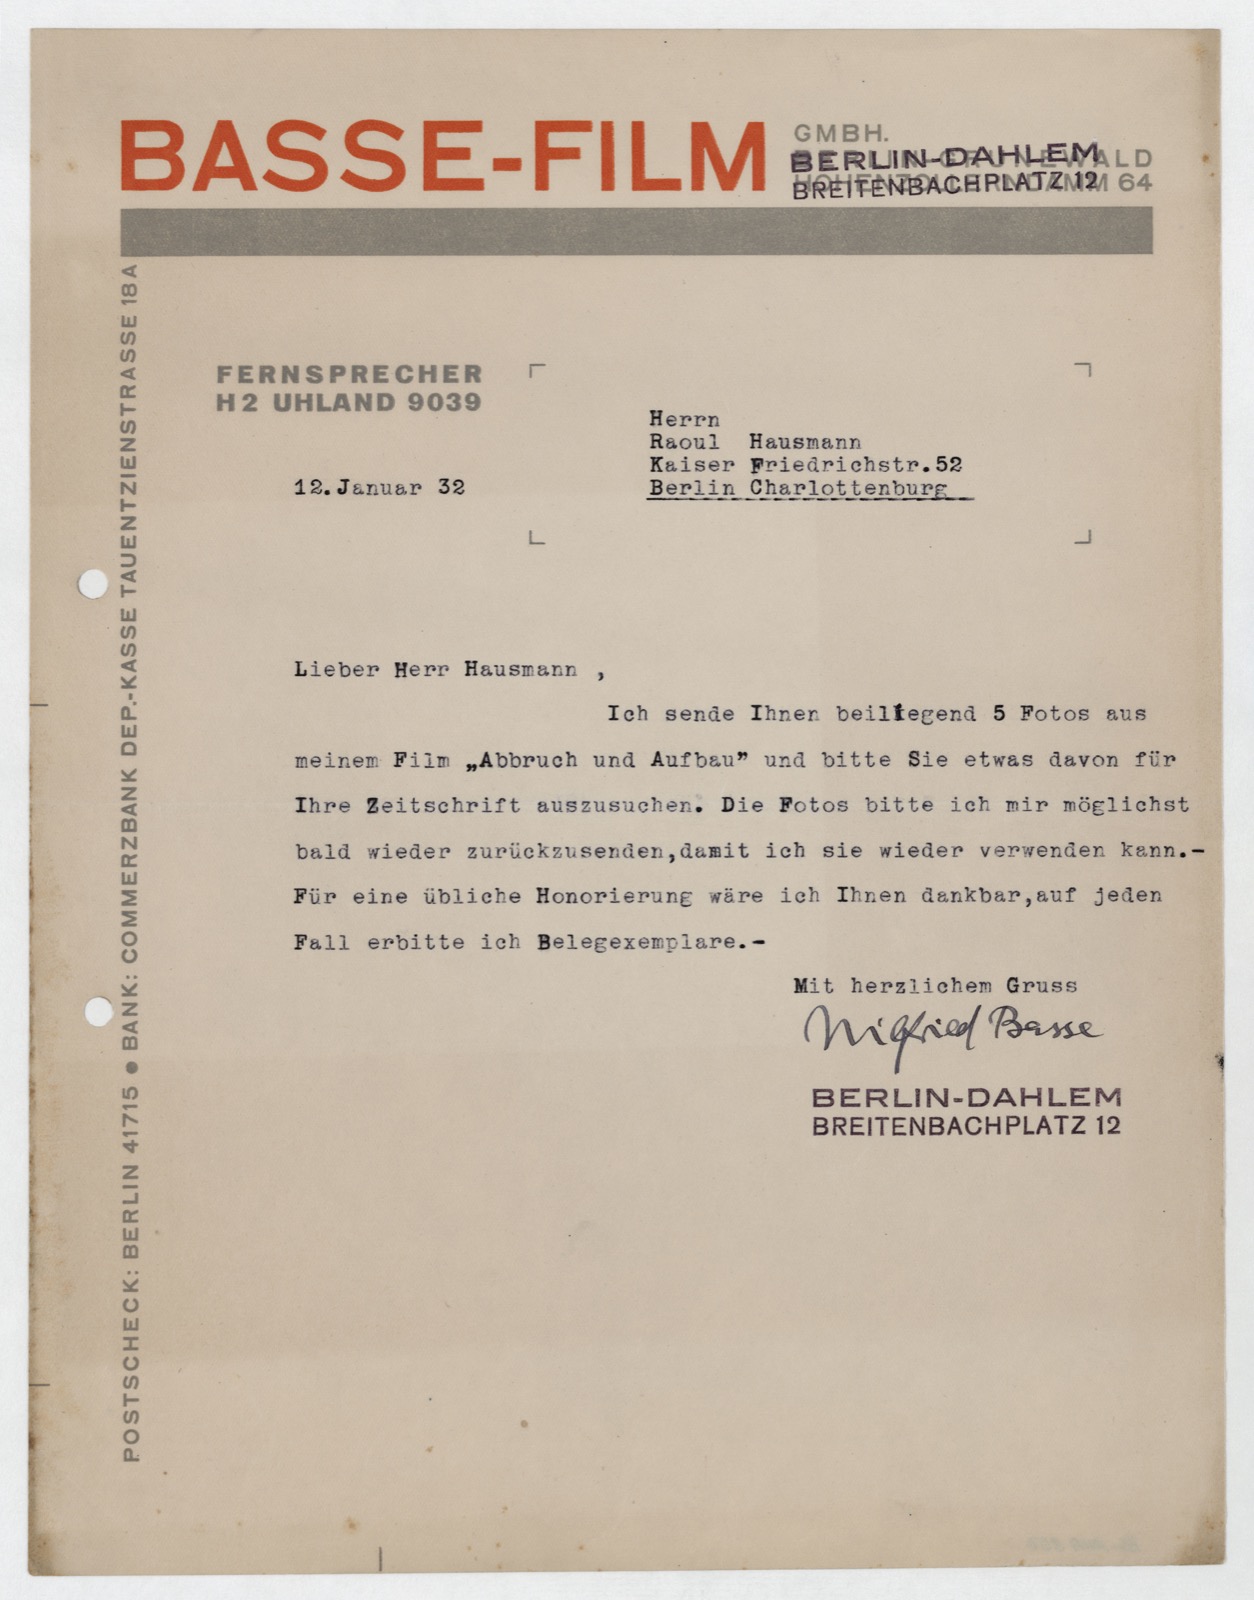 BASSE-FILM
GMBH.
BERLIN-GRUNEWALD
HOHENZOLLERNDAMM 64
BERLIN-DAHLEM
BREITENBACHPLATZ 12
POSTSCHECK: BERLIN 41715 ● BANK: COMMERZBANK DEP.-KASSE TAUENTZIENSTRASSE 18A
FERNSPRECHER
H2 UHLAND 9039
12.Januar 32
Herrn
Raoul Hausmann
Kaiser Friedrichstr.52
Berlin Charlottenburg
Lieber Herr Hausmann ,
Ich sende Ihnen beiliegend 5 Fotos aus
meinem Film „Abbruch und Aufbau” und bitte Sie etwas davon für
Ihre Zeitschrift auszusuchen. Die Fotos bitte ich mir möglichst
bald wieder zurückzusenden,damit ich sie wieder verwenden kann.-
Für eine übliche Honorierung wäre ich Ihnen dankbar,auf jeden
Fall erbitte ich Belegexemplare.-
Mit herzlichem Gruss
Wilfried Basse
BERLIN-DAHLEM
BREITENBACHPLATZ 12